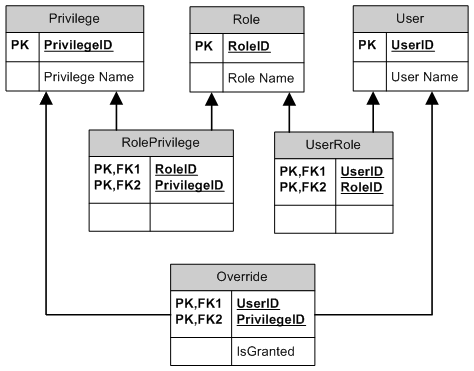 Privilege
PK PrivilegeID
Privilege Name
Role
PK RoleID
Role Name
User
PK UserID
User Name
RolePrivilege
PK,FK1 RoleID
PK,FK2 PrivilegeID
UserRole
PK,FK1 UserID
PK,FK2 RoleID
Override
PK,FK1 UserID
PK,FK2 PrivilegeID
IsGranted